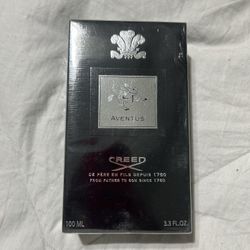 AVENTUS
CREED
DE PÈRE EN FILS DEPUIS 1760
FROM FATHER TO SON SINCE 1760
100 ML 3.3 FL.OZ.